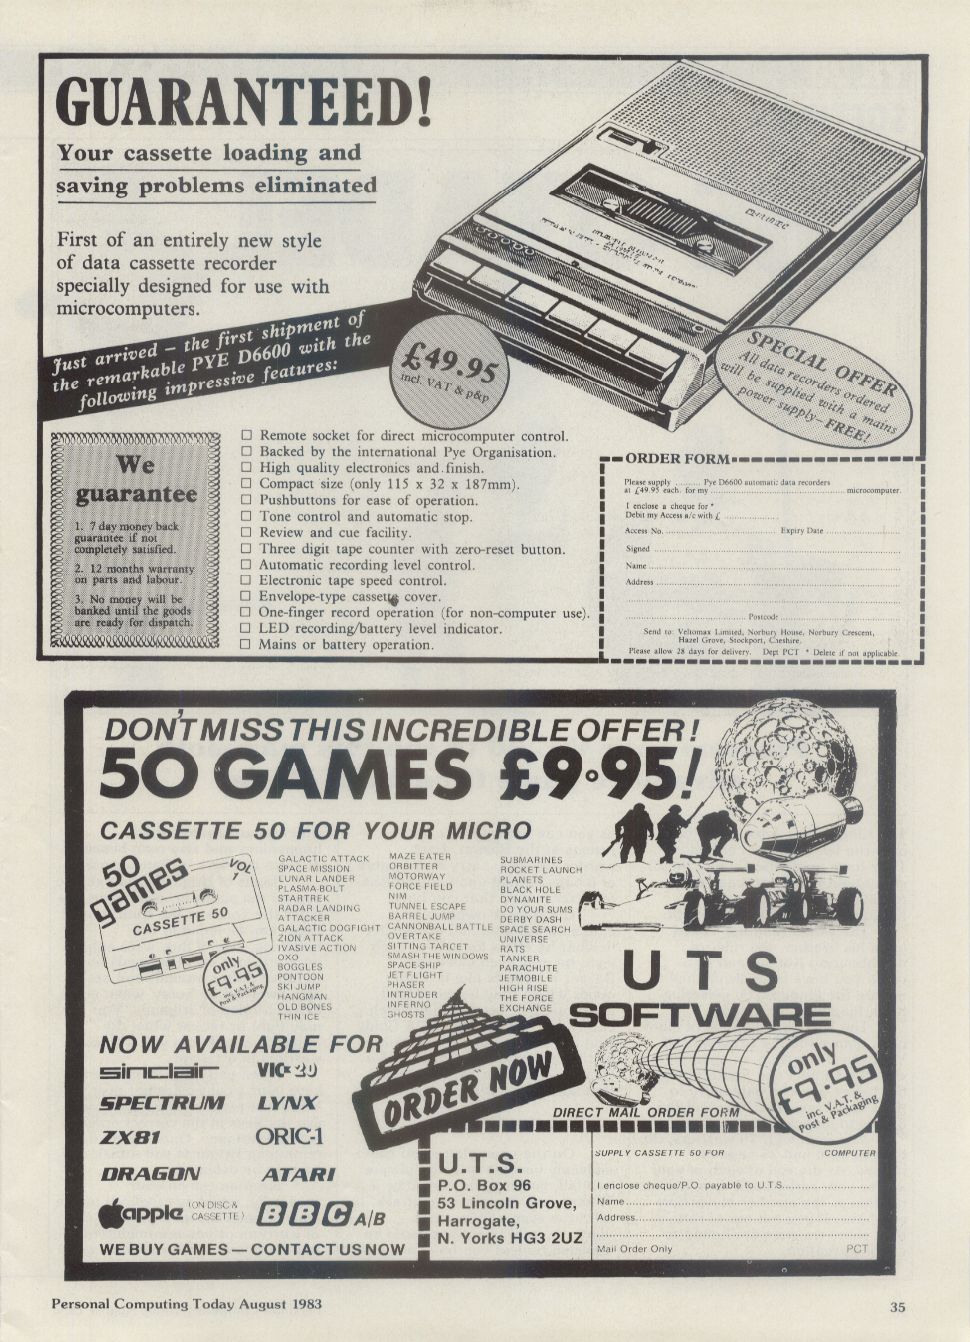 GUARANTEED!
Your cassette loading and
saving problems eliminated
First of an entirely new style
of data cassette recorder
specially designed for use with
microcomputers.
Just arrived – the first shipment of
the remarkable PYE D6600 with the
following impressive features:
£49.95
incl. VAT & p&p
SPECIAL OFFER
All data recorders ordered
will be supplied with a mains
power supply–FREE!
We
guarantee
1. 7 day money back
guarantee if not
completely satisfied.
2. 12 months warranty
on parts and labour.
3. No money will be
banked until the goods
are ready for dispatch.
☐ Remote socket for direct microcomputer control.
☐ Backed by the international Pye Organisation.
☐ High quality electronics and finish.
☐ Compact size (only 115 x 32 x 187mm).
☐ Pushbuttons for ease of operation.
☐ Tone control and automatic stop.
☐ Review and cue facility.
☐ Three digit tape counter with zero-reset button.
☐ Automatic recording level control.
☐ Electronic tape speed control.
☐ Envelope-type cassette cover.
☐ One-finger record operation (for non-computer use).
☐ LED recording/battery level indicator.
☐ Mains or battery operation.
ORDER FORM
Please supply .......... Pye D6600 automatic data recorders
at £49.95 each. for my .......... microcomputer.
I enclose a cheque for *
Debit my Access a/c with £ ..........
Access No. .......... Expiry Date ..........
Signed ..........
Name ..........
Address ..........
Postcode: ..........
Send to: Veltomax Limited, Norbury House, Norbury Crescent,
Hazel Grove, Stockport, Cheshire.
Please allow 28 days for delivery. Dept PCT * Delete if not applicable.
DON'T MISS THIS INCREDIBLE OFFER!
50 GAMES £9.95!
CASSETTE 50 FOR YOUR MICRO
50
games
VOL
1
CASSETTE 50
only
£9.95
inc. V.A.T. &
Post & Packaging
GALACTIC ATTACK
SPACE MISSION
LUNAR LANDER
PLASMA-BOLT
STARTREK
RADAR LANDING
ATTACKER
GALACTIC DOGFIGHT
ZION ATTACK
IVASIVE ACTION
OXO
BOGGLES
PONTOON
SKI JUMP
HANGMAN
OLD BONES
THIN ICE
MAZE EATER
ORBITTER
MOTORWAY
FORCE FIELD
NIM
TUNNEL ESCAPE
BARREL JUMP
CANNONBALL BATTLE
OVERTAKE
SITTING TARGET
SMASH THE WINDOWS
SPACE SHIP
JET FLIGHT
PHASER
INTRUDER
INFERNO
GHOSTS
SUBMARINES
ROCKET LAUNCH
PLANETS
BLACK HOLE
DYNAMITE
DO YOUR SUMS
DERBY DASH
SPACE SEARCH
UNIVERSE
RATS
TANKER
PARACHUTE
JETMOBILE
HIGH RISE
THE FORCE
EXCHANGE
UTS
SOFTWARE
NOW AVAILABLE FOR
sinclair VIC 20
SPECTRUM LYNX
ZX81 ORIC-1
DRAGON ATARI
apple (ON DISC &
CASSETTE) BBC A/B
WE BUY GAMES — CONTACT US NOW
ORDER NOW
only
£9.95
inc. V.A.T. &
Post & Packaging
DIRECT MAIL ORDER FORM
U.T.S.
P.O. Box 96
53 Lincoln Grove,
Harrogate,
N. Yorks HG3 2UZ
SUPPLY CASSETTE 50 FOR COMPUTER
I enclose cheque/P.O. payable to U.T.S. ..........
Name ..........
Address ..........
Mail Order Only PCT
Personal Computing Today August 1983
35